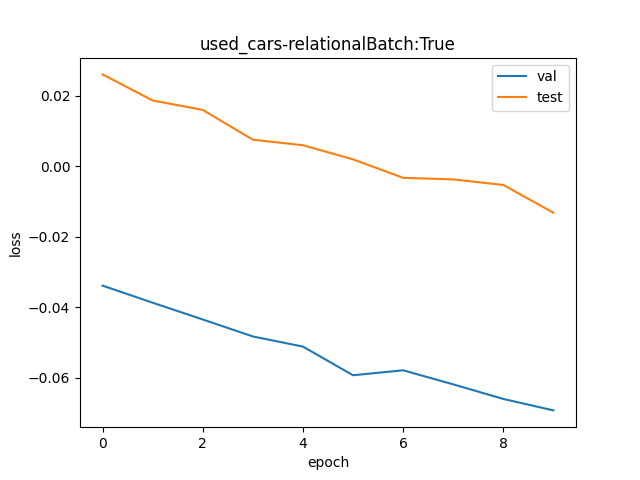 used_cars-relationalBatch:True
val
test
loss
0.02
0.00
−0.02
−0.04
−0.06
0 2 4 6 8
epoch